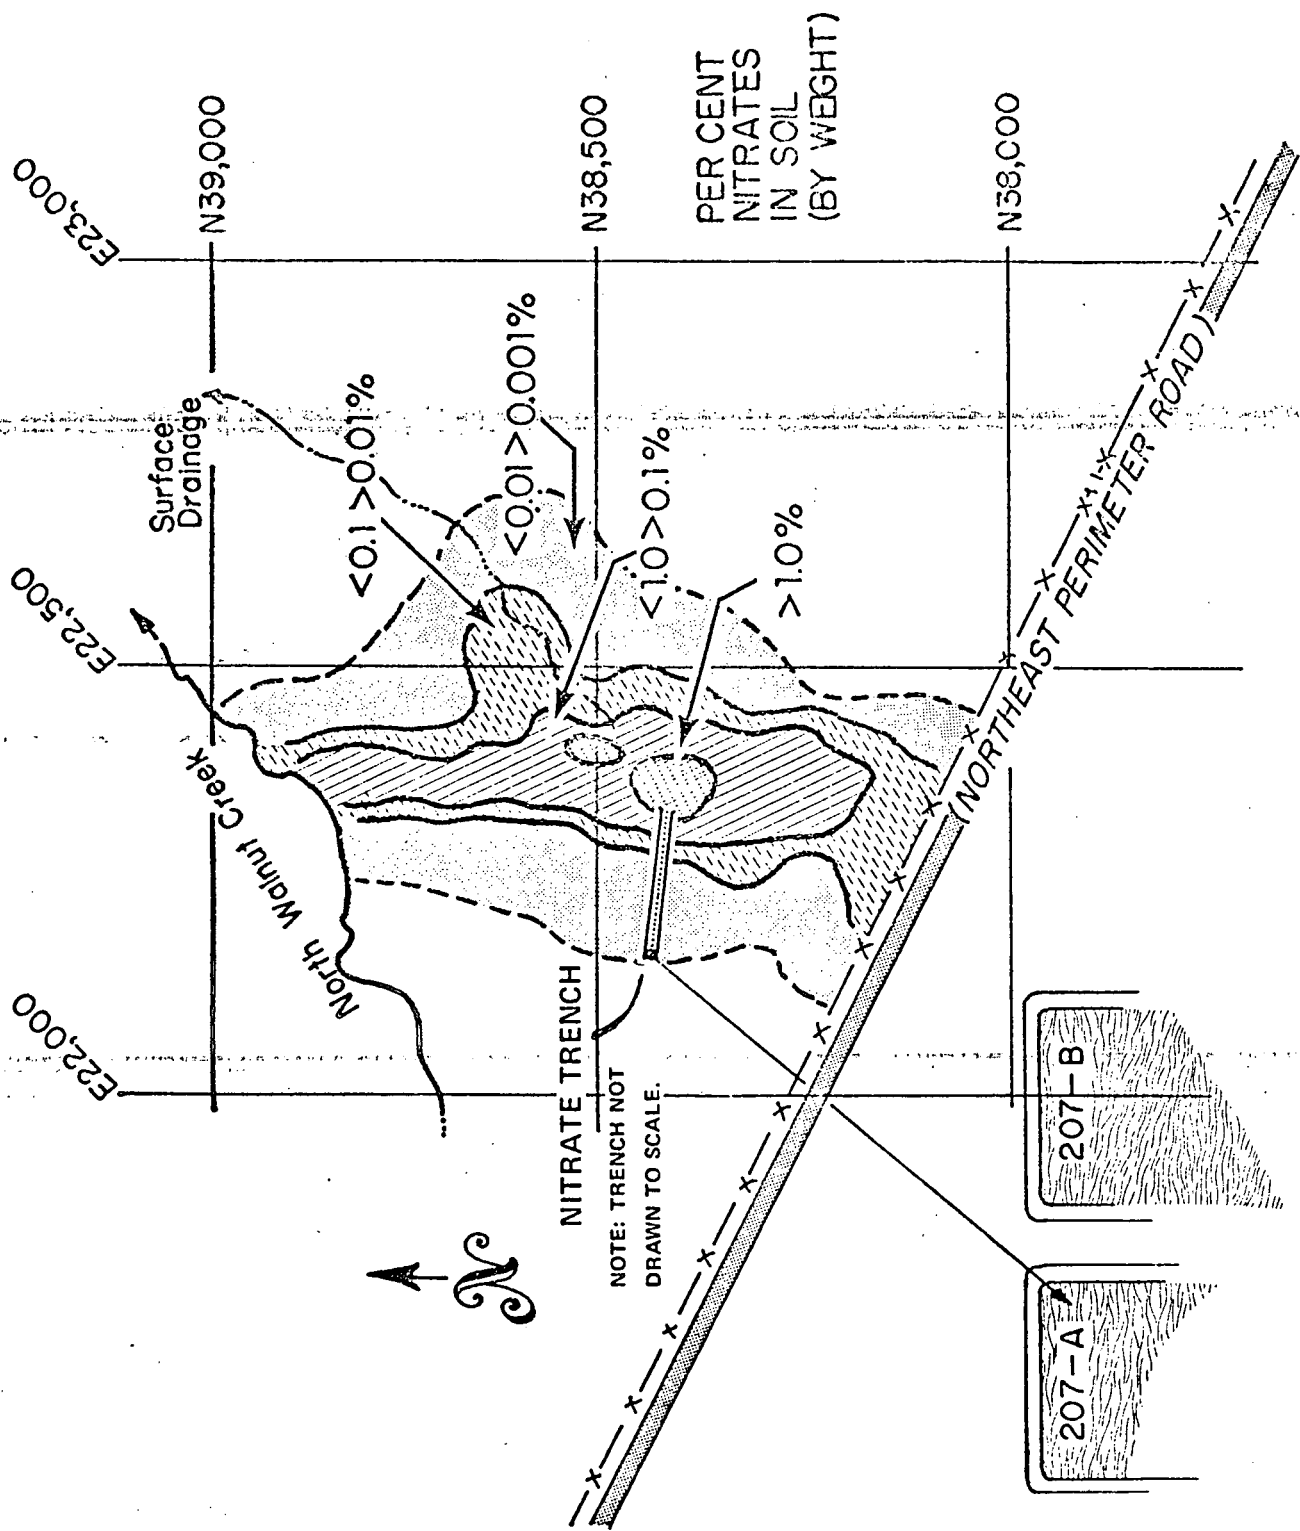 E22,000
E22,500
E23,000
N39,000
N38,500
N38,000
North Walnut Creek
Surface
Drainage
<0.1>0.01%
<0.01>0.001%
<1.0>0.1%
>1.0%
PER CENT
NITRATES
IN SOIL
(BY WEIGHT)
NITRATE TRENCH
NOTE: TRENCH NOT
DRAWN TO SCALE.
N
(NORTHEAST PERIMETER ROAD)
207-A
207-B